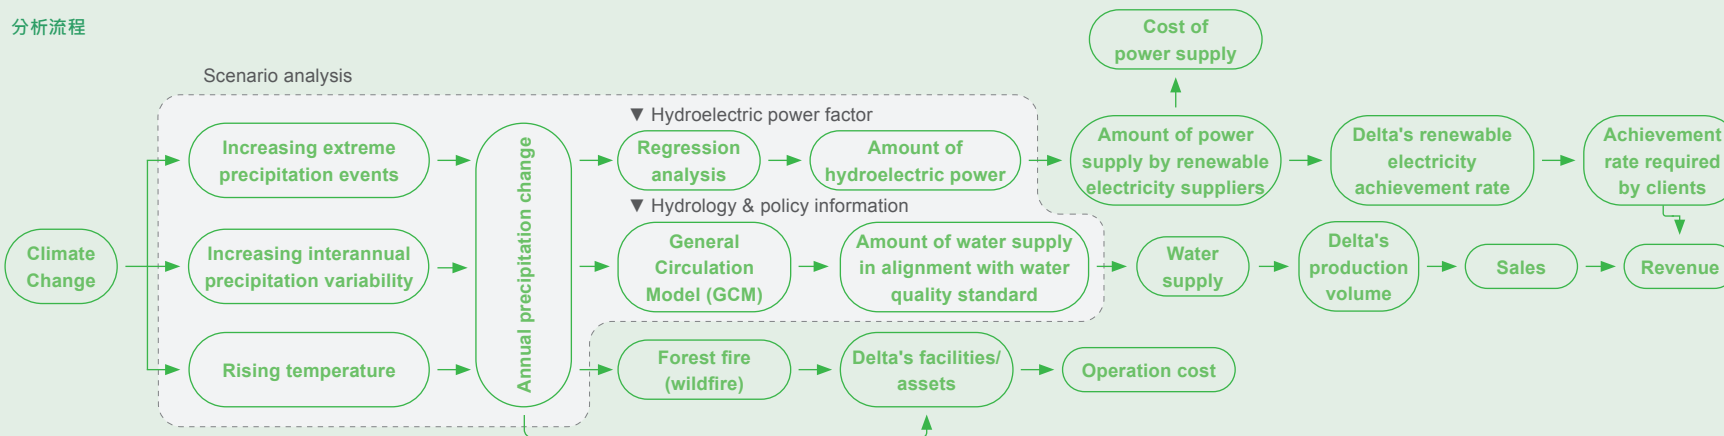 分析流程
Scenario analysis
Climate
Change
Increasing extreme
precipitation events
Increasing interannual
precipitation variability
Rising temperature
Annual precipitation change
▼ Hydroelectric power factor
Regression
analysis
Amount of
hydroelectric power
▼ Hydrology & policy information
General
Circulation
Model (GCM)
Amount of water supply
in alignment with water
quality standard
Forest fire
(wildfire)
Delta's facilities/
assets
Operation cost
Cost of
power supply
Amount of power
supply by renewable
electricity suppliers
Delta's renewable
electricity
achievement rate
Achievement
rate required
by clients
Water
supply
Delta's
production
volume
Sales
Revenue